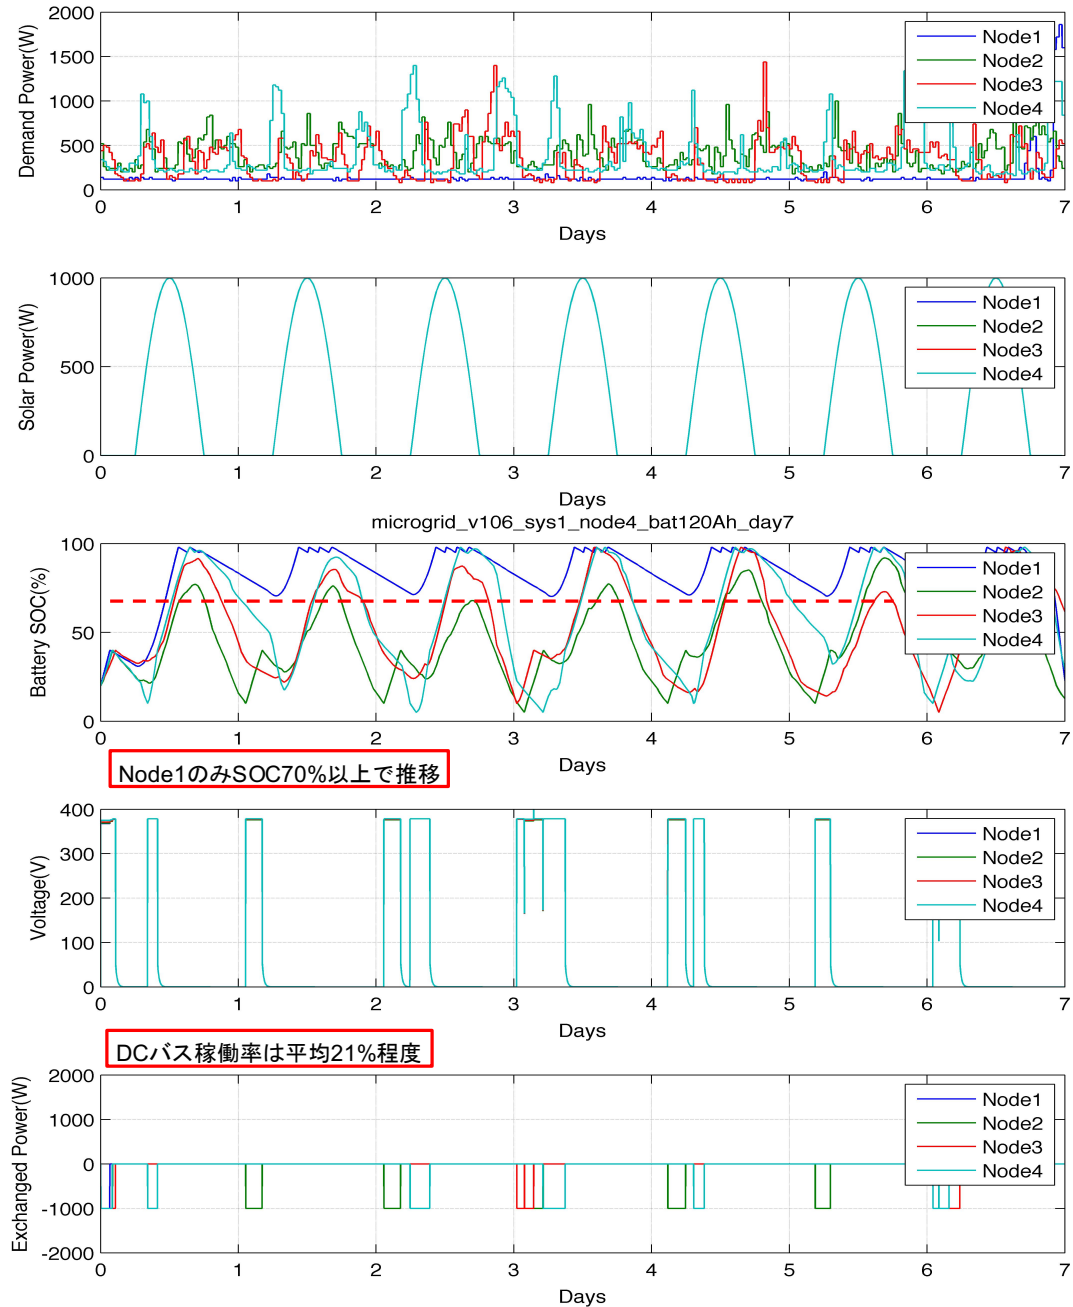 Demand Power(W)
2000
1500
1000
500
0
0 1 2 3 4 5 6 7
Days
Node1
Node2
Node3
Node4
Solar Power(W)
1000
500
0
0 1 2 3 4 5 6 7
Days
Node1
Node2
Node3
Node4
microgrid_v106_sys1_node4_bat120Ah_day7
Battery SOC(%)
100
50
0
0 1 2 3 4 5 6 7
Days
Node1
Node2
Node3
Node4
Node1のみSOC70%以上で推移
Voltage(V)
400
300
200
100
0
0 1 2 3 4 5 6 7
Days
Node1
Node2
Node3
Node4
DCバス稼働率は平均21%程度
Exchanged Power(W)
2000
1000
0
-1000
-2000
0 1 2 3 4 5 6 7
Days
Node1
Node2
Node3
Node4